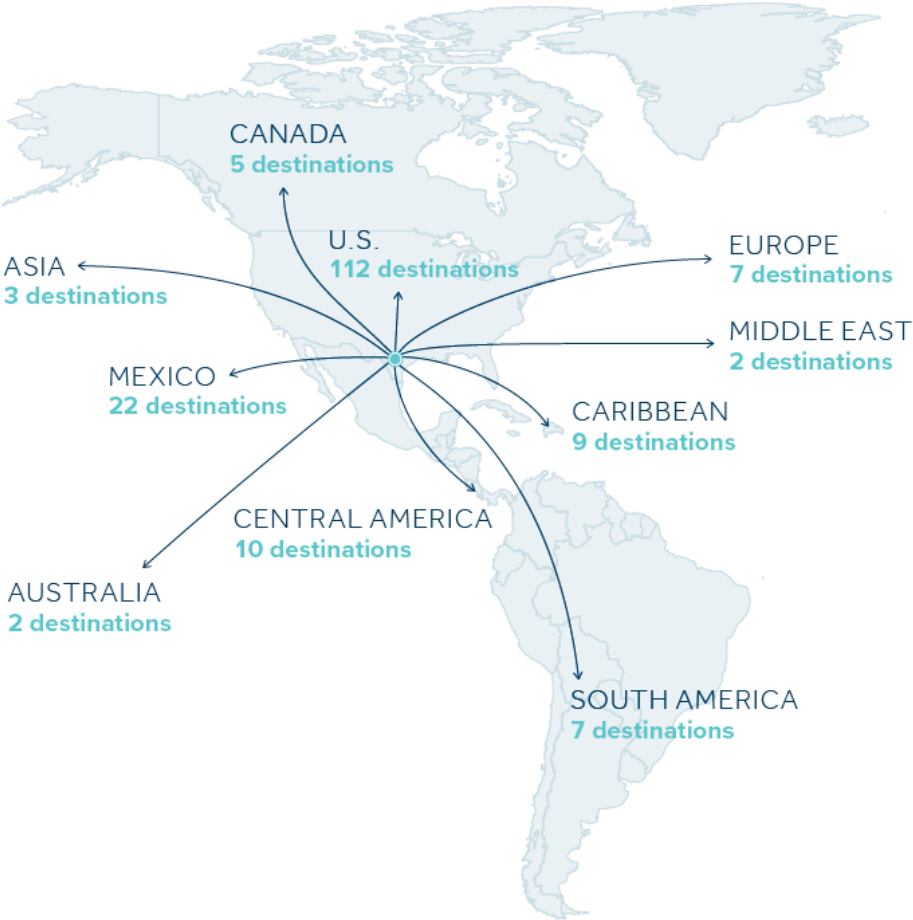 CANADA
5 destinations
U.S.
112 destinations
ASIA
3 destinations
EUROPE
7 destinations
MIDDLE EAST
2 destinations
MEXICO
22 destinations
CARIBBEAN
9 destinations
CENTRAL AMERICA
10 destinations
AUSTRALIA
2 destinations
SOUTH AMERICA
7 destinations